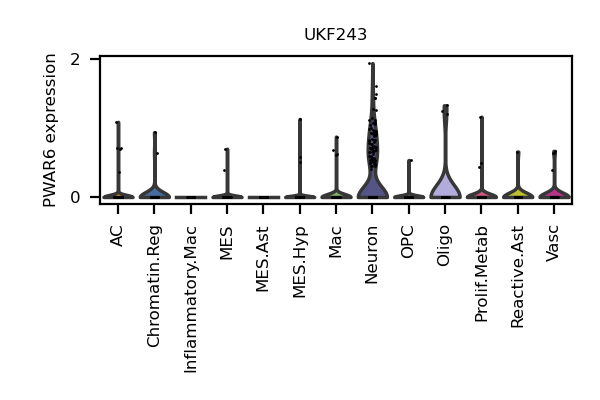 UKF243
PWAR6 expression
2
0
AC
Chromatin.Reg
Inflammatory.Mac
MES
MES.Ast
MES.Hyp
Mac
Neuron
OPC
Oligo
Prolif.Metab
Reactive.Ast
Vasc